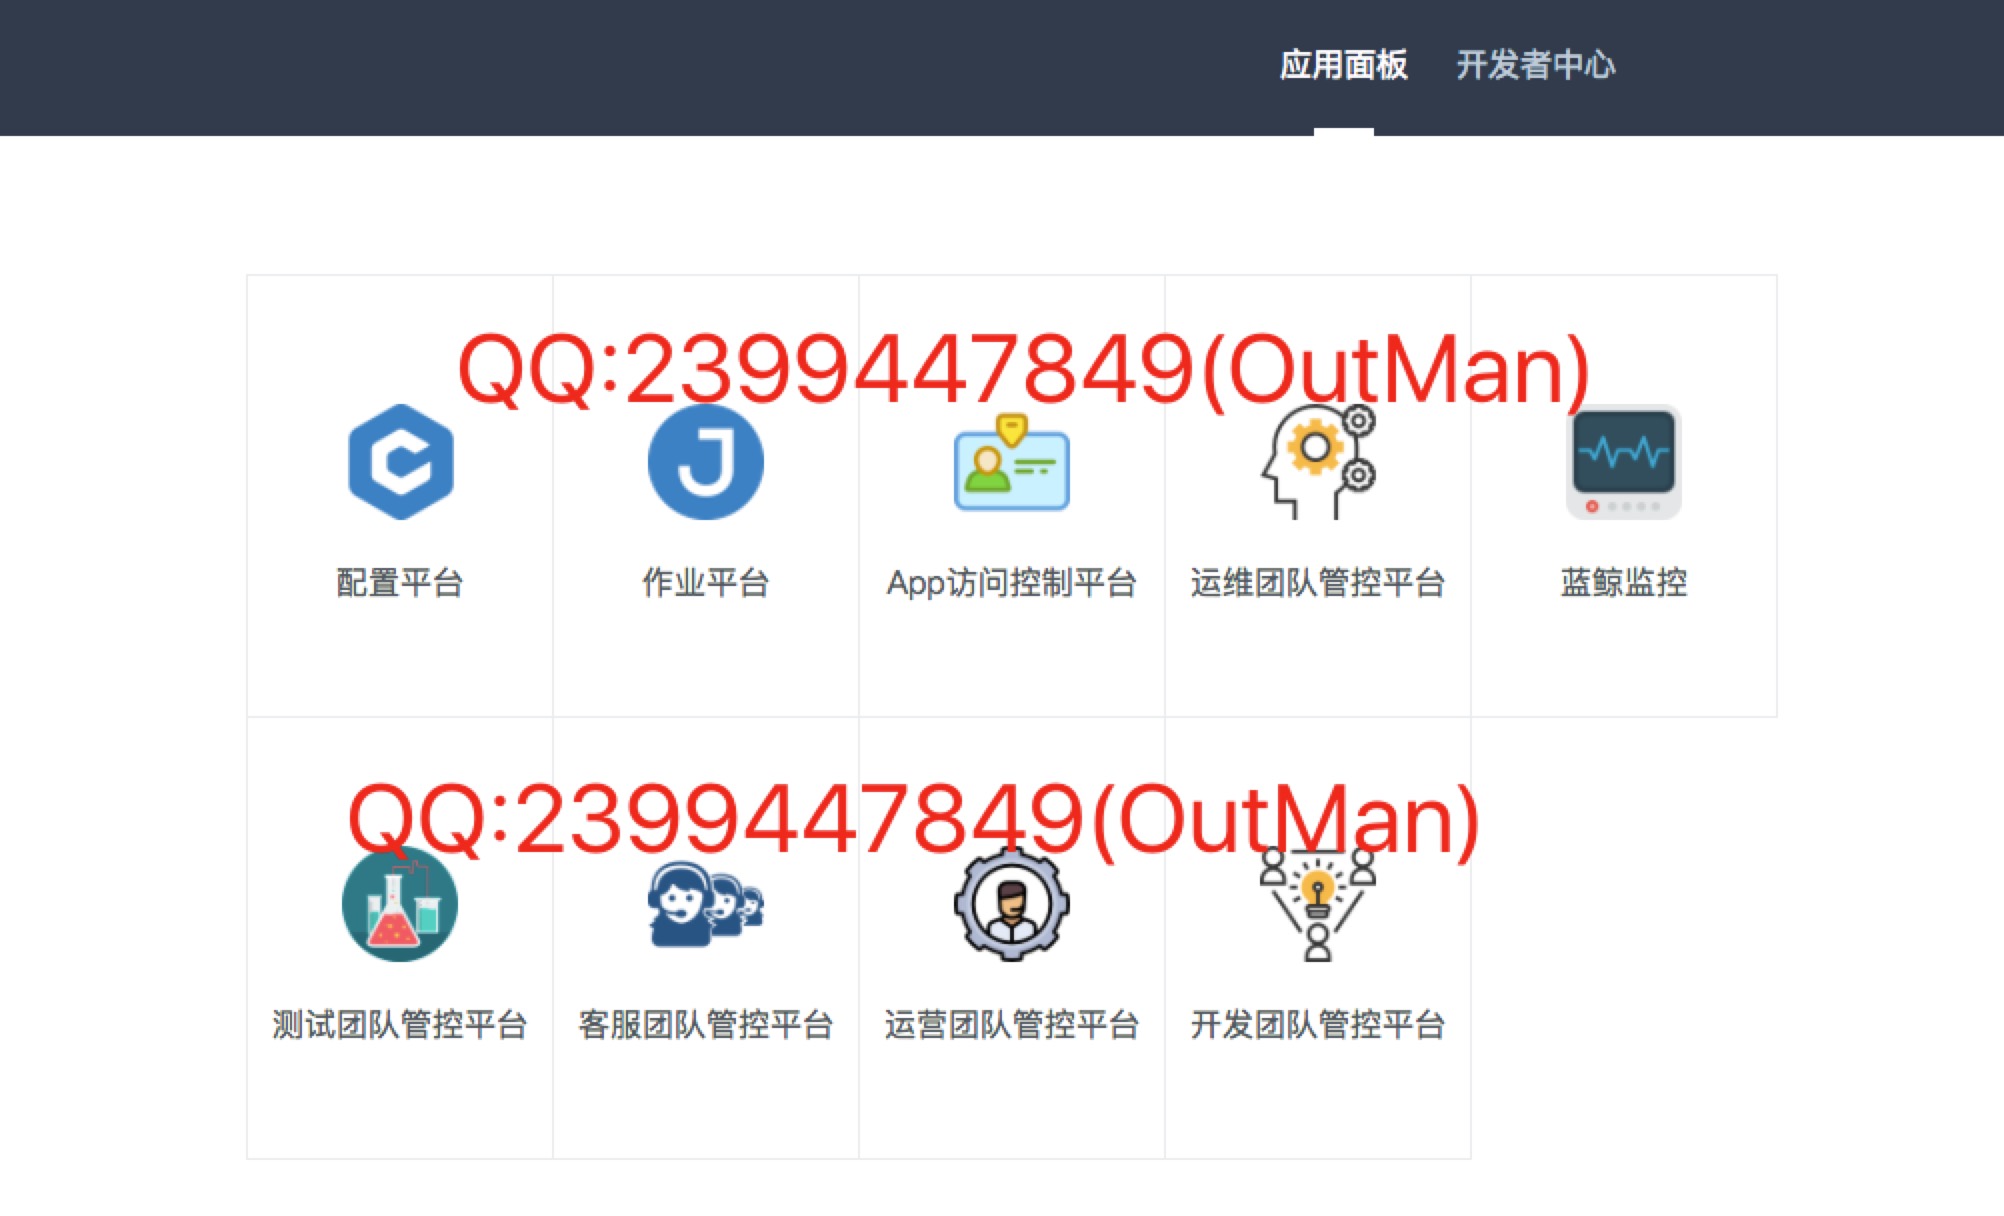 应用面板 开发者中心
QQ:2399447849(OutMan)
配置平台 作业平台 App访问控制平台 运维团队管控平台 蓝鲸监控
QQ:2399447849(OutMan)
测试团队管控平台 客服团队管控平台 运营团队管控平台 开发团队管控平台